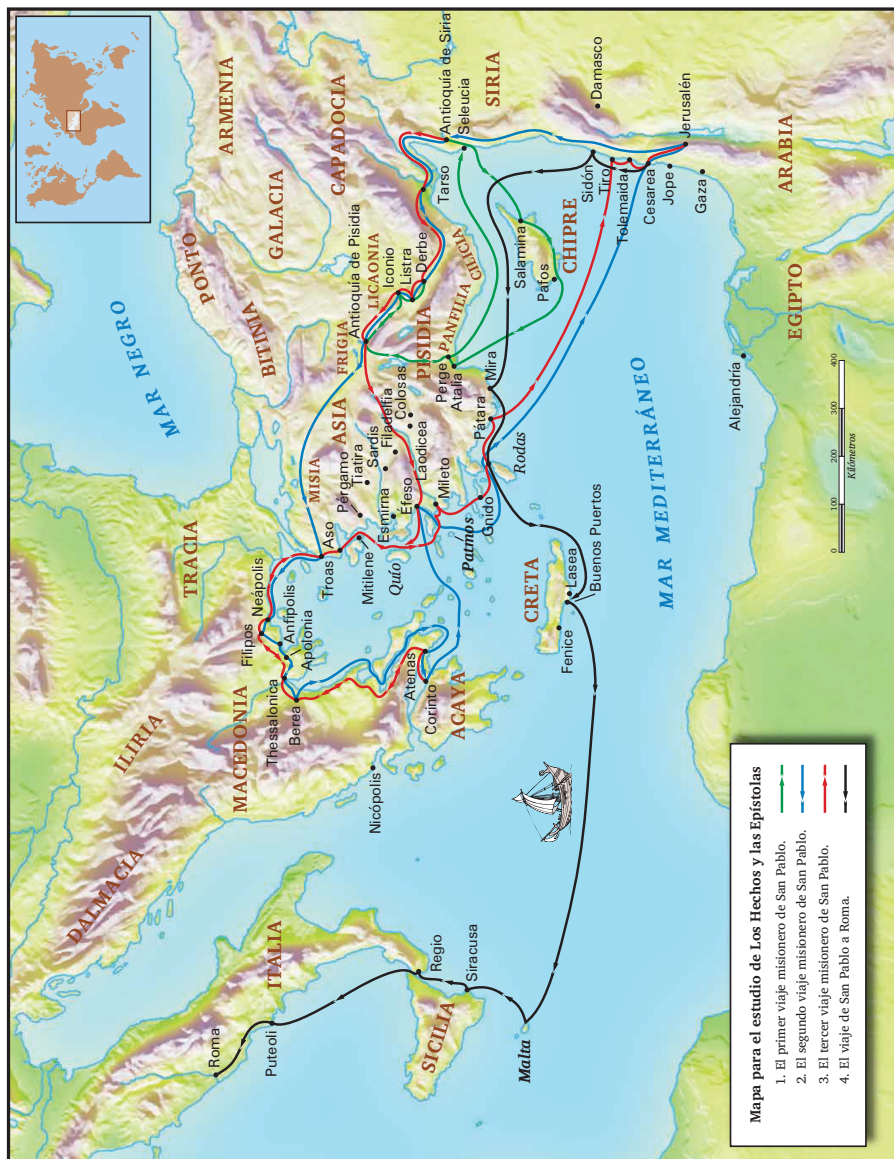 ARMENIA
PONTO
GALACIA
CAPADOCIA
BITINIA
MAR NEGRO
TRACIA
MISIA
ASIA
FRIGIA
LICAONIA
PISIDIA
PANFILIA
CILICIA
SIRIA
Antioquía de Siria
Seleucia
Tarso
Antioquía de Pisidia
Iconio
Listra
Derbe
Damasco
Sidón
Tiro
Tolemaida
Cesarea
Jope
Jerusalén
Gaza
ARABIA
EGIPTO
Alejandría
CHIPRE
Salamina
Pafos
Perge
Atalia
Mira
Pátara
Rodas
Gnido
Mileto
Patmos
Colosas
Laodicea
Filadelfia
Sardis
Tiatira
Pérgamo
Esmirna
Éfeso
Quío
Mitilene
Aso
Troas
Neápolis
Filipos
Anfípolis
Apolonia
Thessalonica
Berea
MACEDONIA
ILIRIA
DALMACIA
Nicópolis
Atenas
Corinto
ACAYA
CRETA
Lasea
Buenos Puertos
Fenice
MAR MEDITERRÁNEO
ITALIA
Roma
Puteoli
Regio
SICILIA
Siracusa
Malta
0 100 200 300 400
Kilómetros
Mapa para el estudio de Los Hechos y las Epístolas
1. El primer viaje misionero de San Pablo.
2. El segundo viaje misionero de San Pablo.
3. El tercer viaje misionero de San Pablo.
4. El viaje de San Pablo a Roma.